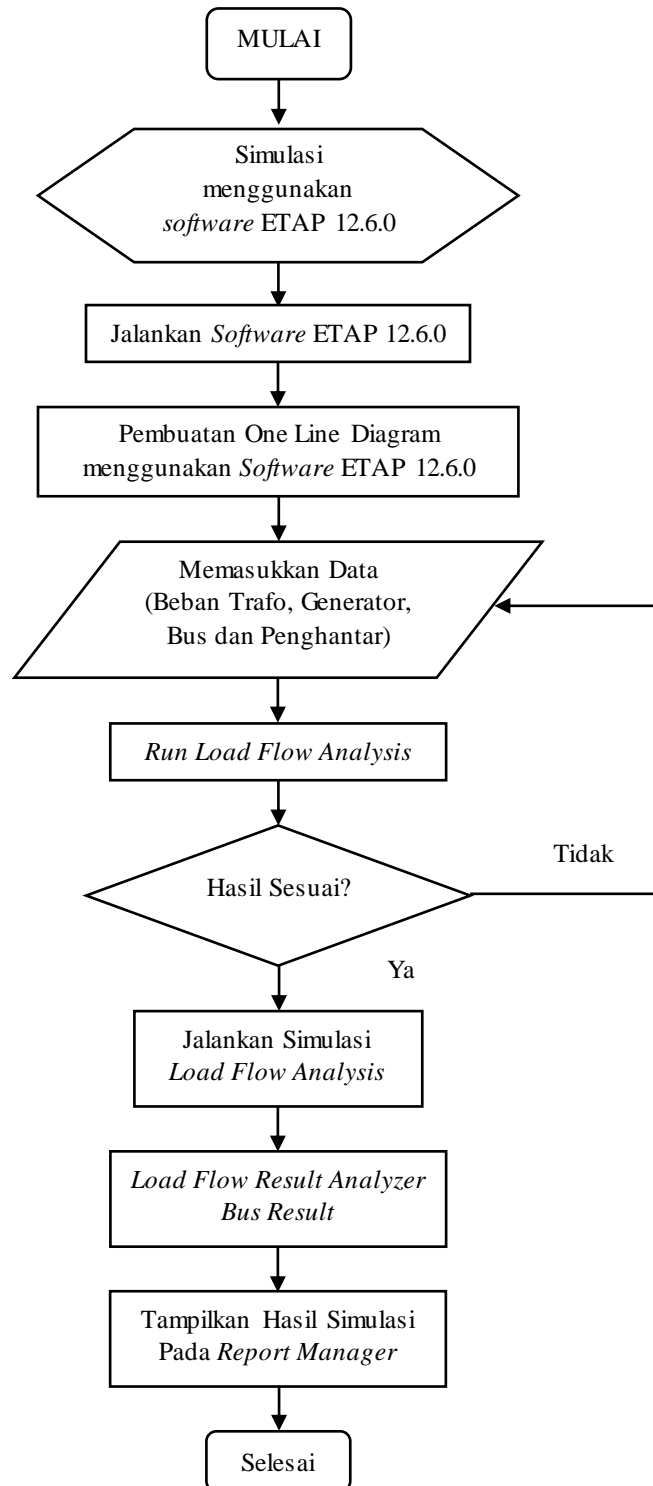 MULAI
Simulasi
menggunakan
software ETAP 12.6.0
Jalankan Software ETAP 12.6.0
Pembuatan One Line Diagram
menggunakan Software ETAP 12.6.0
Memasukkan Data
(Beban Trafo, Generator,
Bus dan Penghantar)
Run Load Flow Analysis
Hasil Sesuai?
Tidak
Ya
Jalankan Simulasi
Load Flow Analysis
Load Flow Result Analyzer
Bus Result
Tampilkan Hasil Simulasi
Pada Report Manager
Selesai